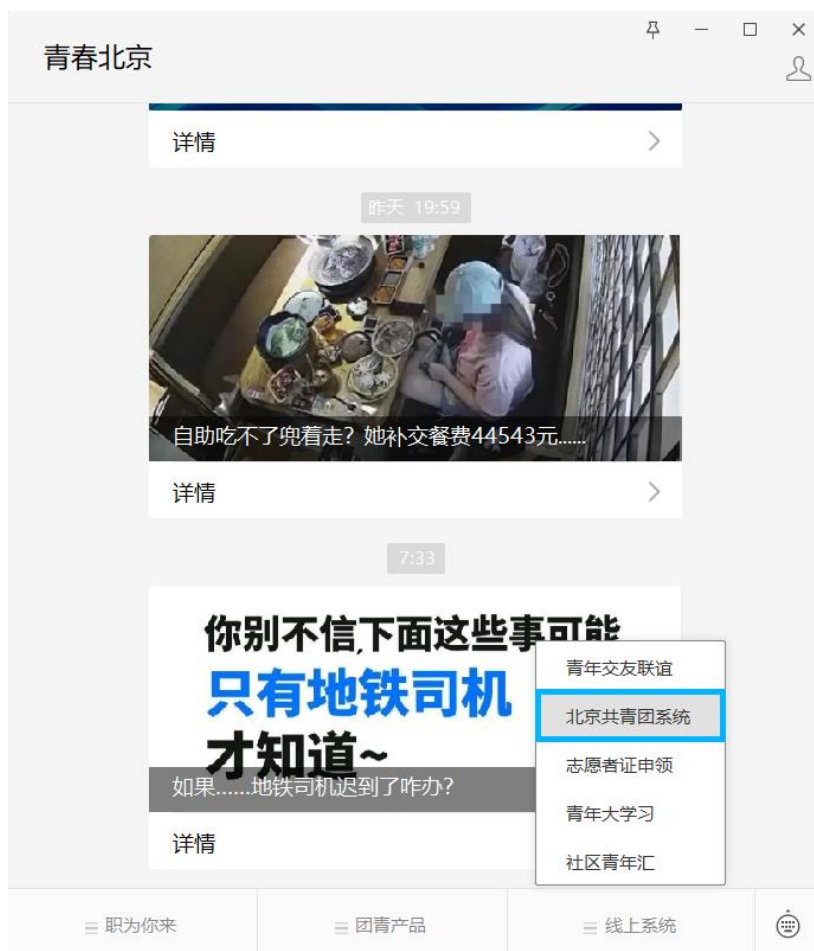 青春北京
详情
昨天 19:59
自助吃不了兜着走？她补交餐费44543元......
详情
7:33
你别不信,下面这些事可能
只有地铁司机
才知道~
如果......地铁司机迟到了咋办？
详情
青年交友联谊
北京共青团系统
志愿者证申领
青年大学习
社区青年汇
职为你来
团青产品
线上系统